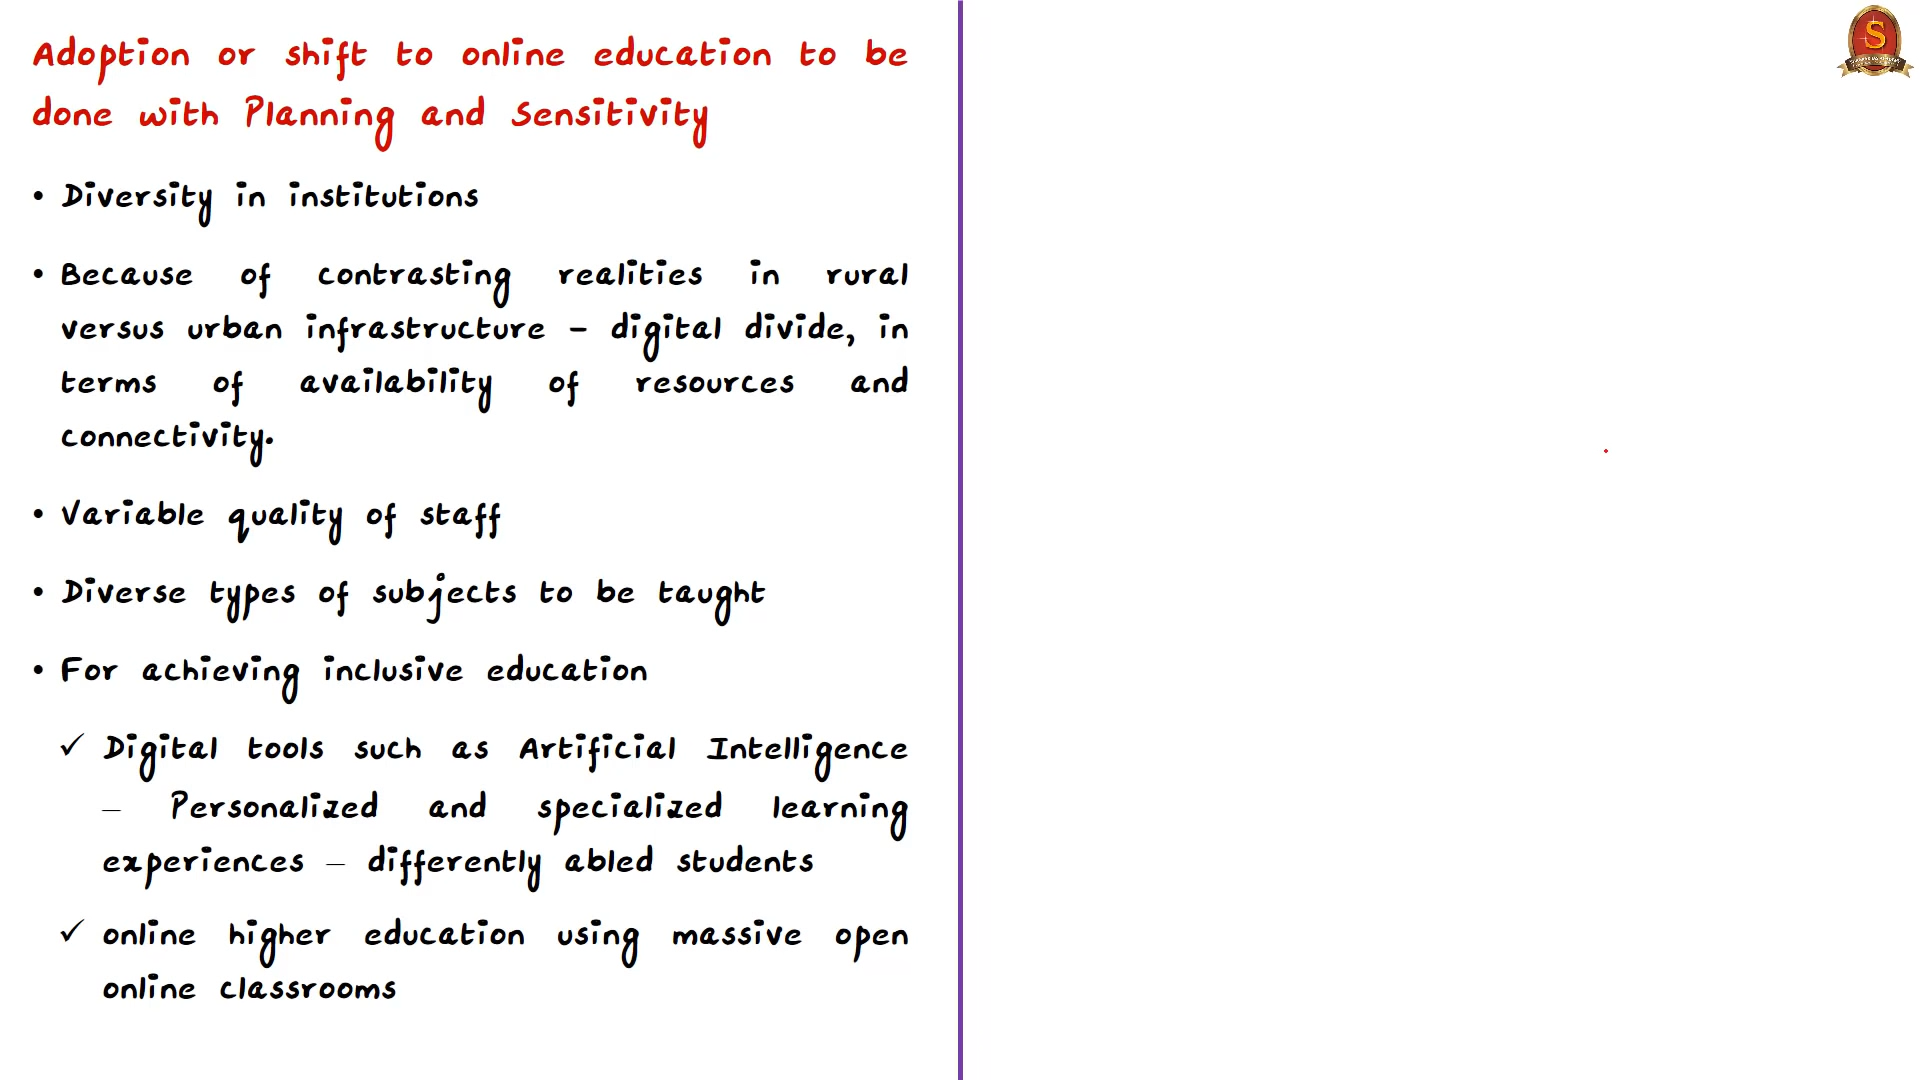 Adoption or shift to online education to be
done with Planning and Sensitivity
• Diversity in institutions
• Because of contrasting realities in rural
versus urban infrastructure - digital divide, in
terms of availability of resources and
connectivity.
• Variable quality of staff
• Diverse types of subjects to be taught
• For achieving inclusive education
✓ Digital tools such as Artificial Intelligence
– Personalized and specialized learning
experiences – differently abled students
✓ online higher education using massive open
online classrooms
S